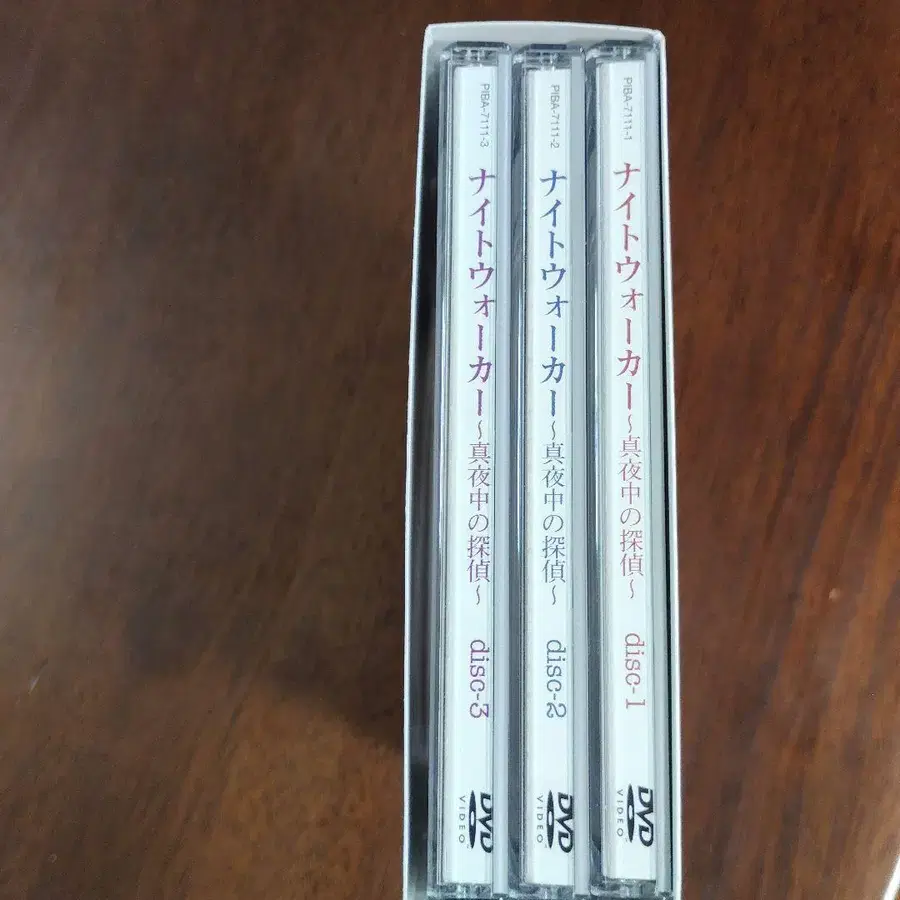 PIBA-7111-3
ナイトウォーカー～真夜中の探偵～
disc-3
DVD
VIDEO
PIBA-7111-2
ナイトウォーカー～真夜中の探偵～
disc-2
DVD
VIDEO
PIBA-7111-1
ナイトウォーカー～真夜中の探偵～
disc-1
DVD
VIDEO